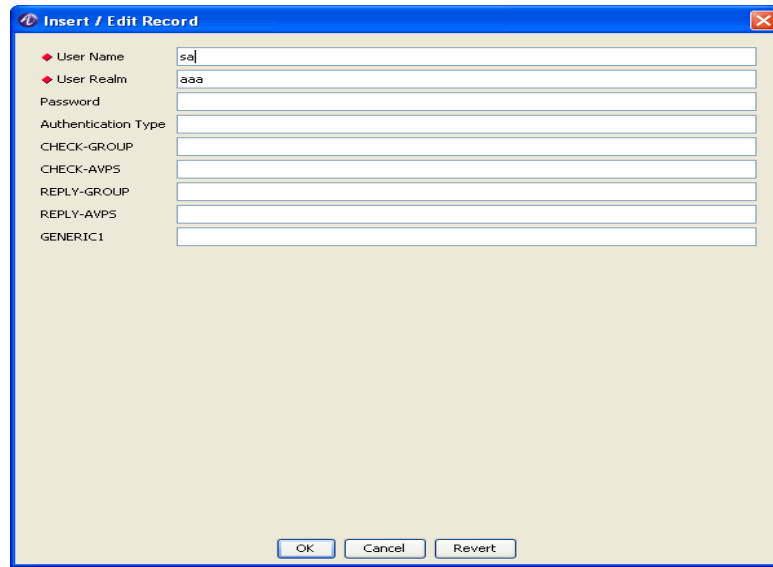 Insert / Edit Record
User Name sa
User Realm aaa
Password
Authentication Type
CHECK-GROUP
CHECK-AVPS
REPLY-GROUP
REPLY-AVPS
GENERIC1
OK Cancel Revert